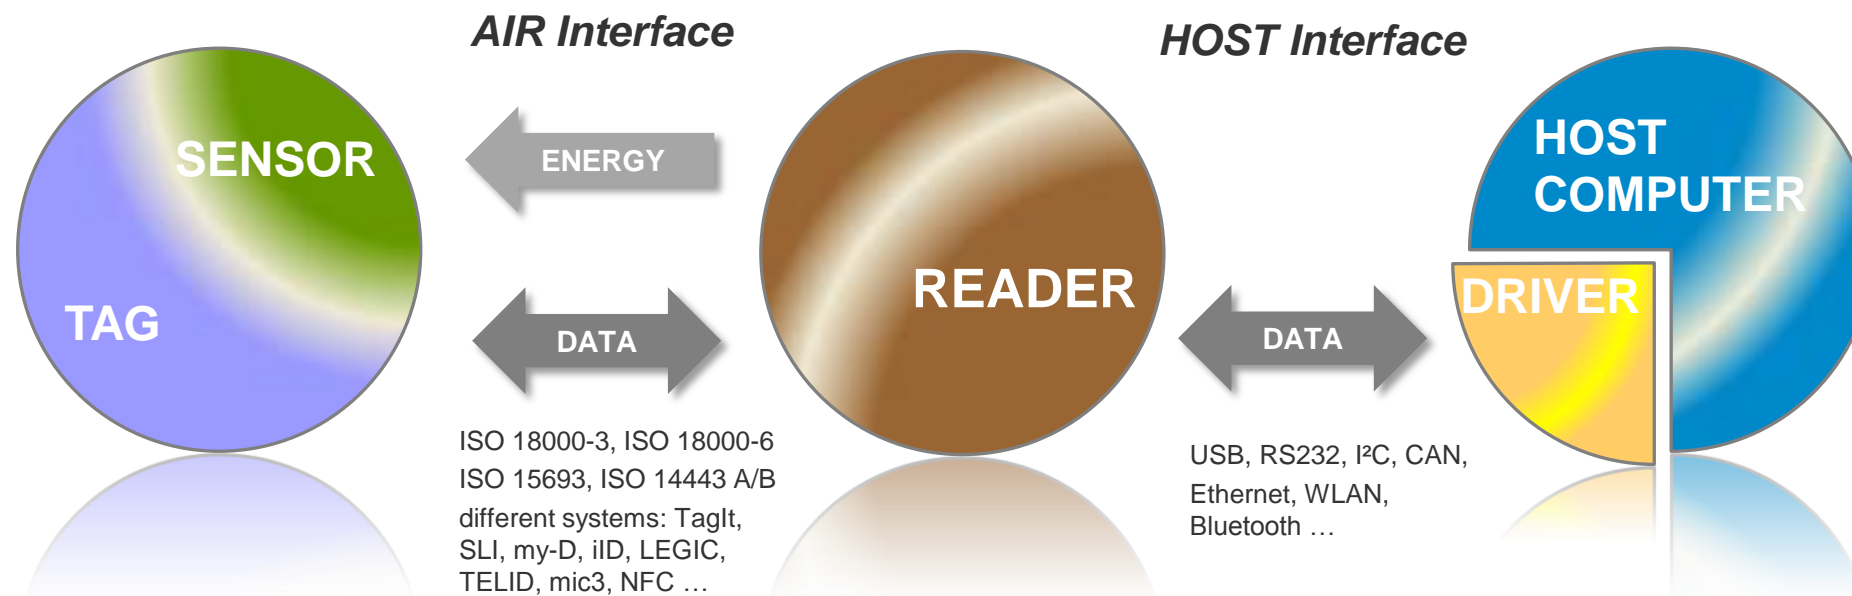 AIR Interface
HOST Interface
SENSOR
TAG
ENERGY
DATA
ISO 18000-3, ISO 18000-6
ISO 15693, ISO 14443 A/B
different systems: TagIt,
SLI, my-D, iID, LEGIC,
TELID, mic3, NFC …
READER
DATA
USB, RS232, I²C, CAN,
Ethernet, WLAN,
Bluetooth …
HOST
COMPUTER
DRIVER